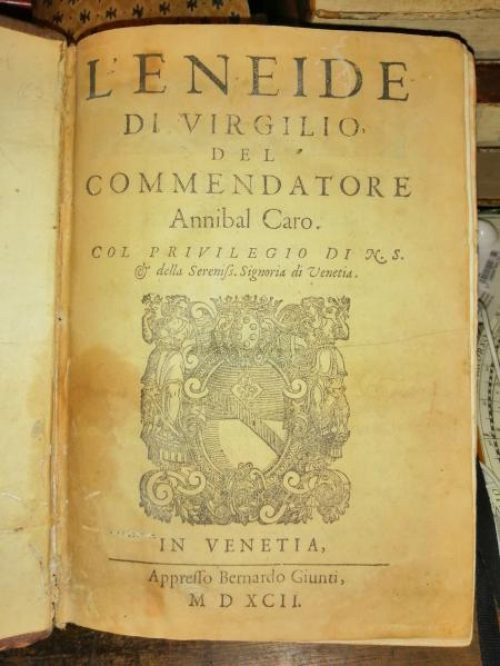 L'ENEIDE
DI VIRGILIO,
DEL
COMMENDATORE
Annibal Caro.
COL PRIVILEGIO DI N. S.
& della Sereniſſ. Signoria di Venetia.
IN VENETIA,
Appreſſo Bernardo Giunti,
M D XCII.